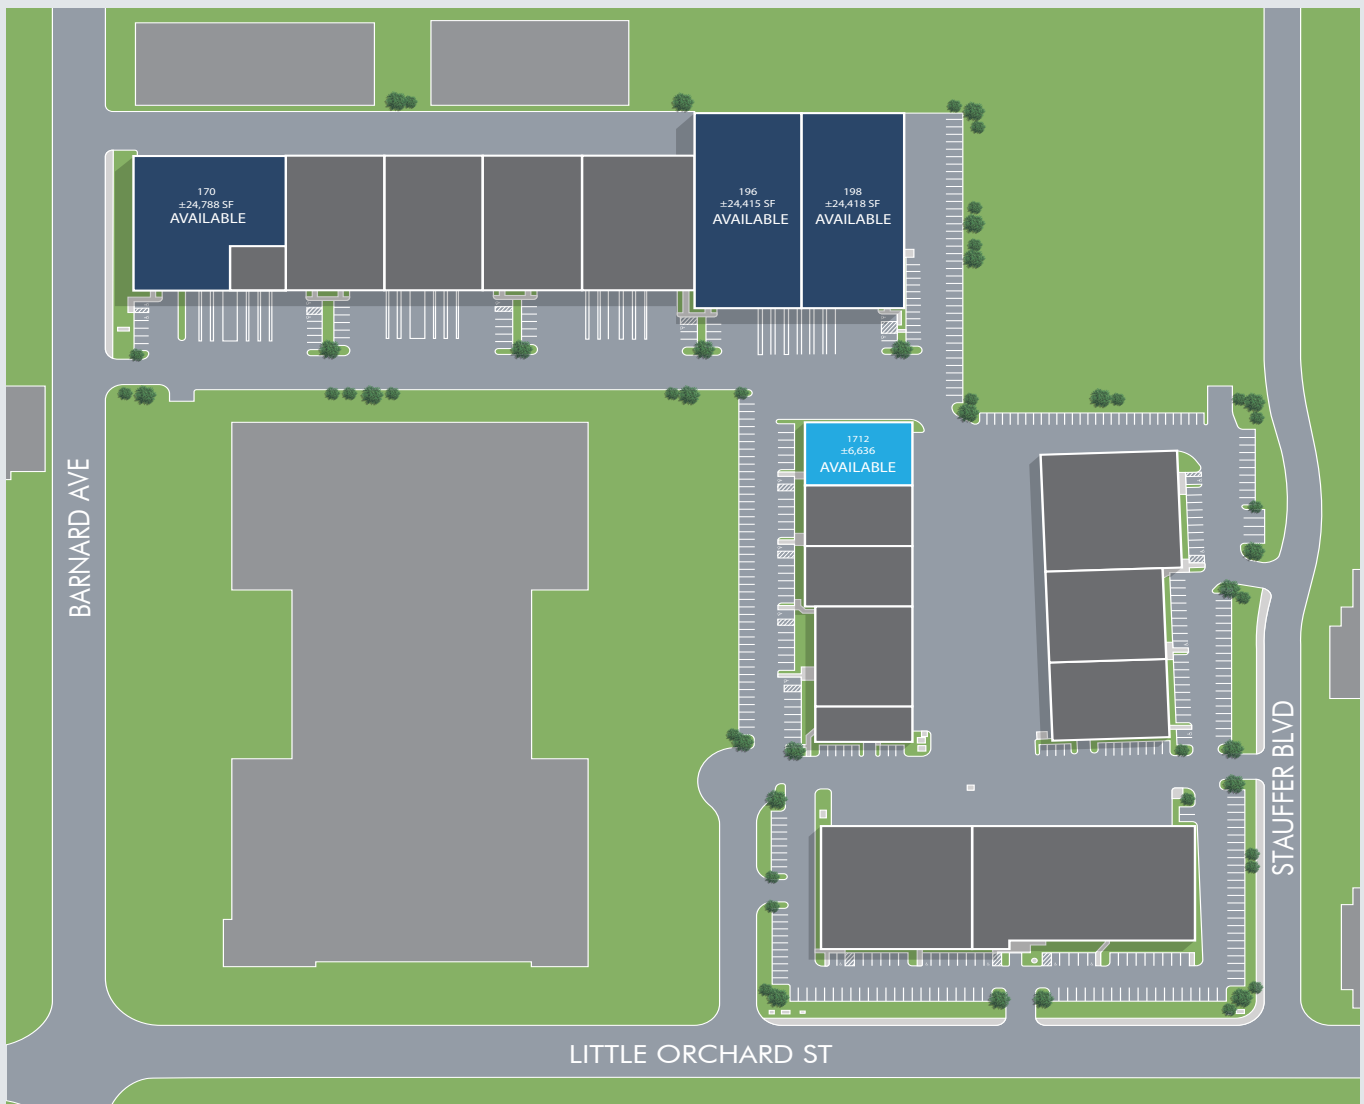 170
±24,788 SF
AVAILABLE
196
±24,415 SF
AVAILABLE
198
±24,418 SF
AVAILABLE
1712
±6,636
AVAILABLE
BARNARD AVE
STAUFFER BLVD
LITTLE ORCHARD ST